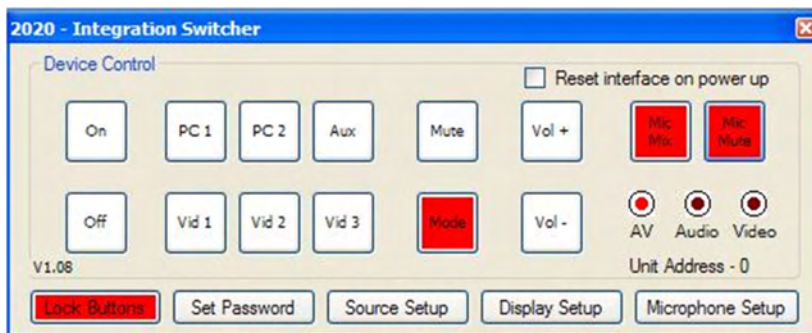 2020 - Integration Switcher
Device Control
Reset interface on power up
On
PC 1
PC 2
Aux
Mute
Vol +
Mic
Mix
Mic
Mute
Off
Vid 1
Vid 2
Vid 3
Mode
Vol -
AV
Audio
Video
V1.08
Unit Address - 0
Lock Buttons
Set Password
Source Setup
Display Setup
Microphone Setup